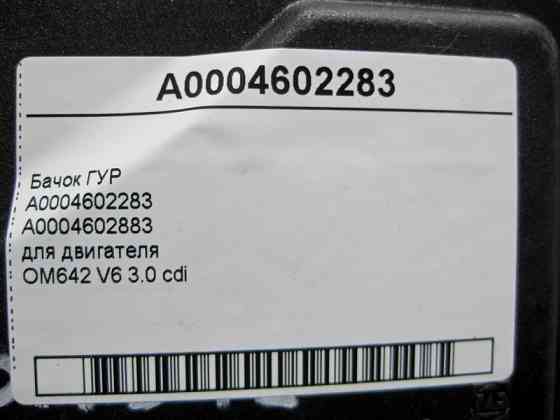 A0004602283
Бачок ГУР
A0004602283
A0004602883
для двигателя
OM642 V6 3.0 cdi